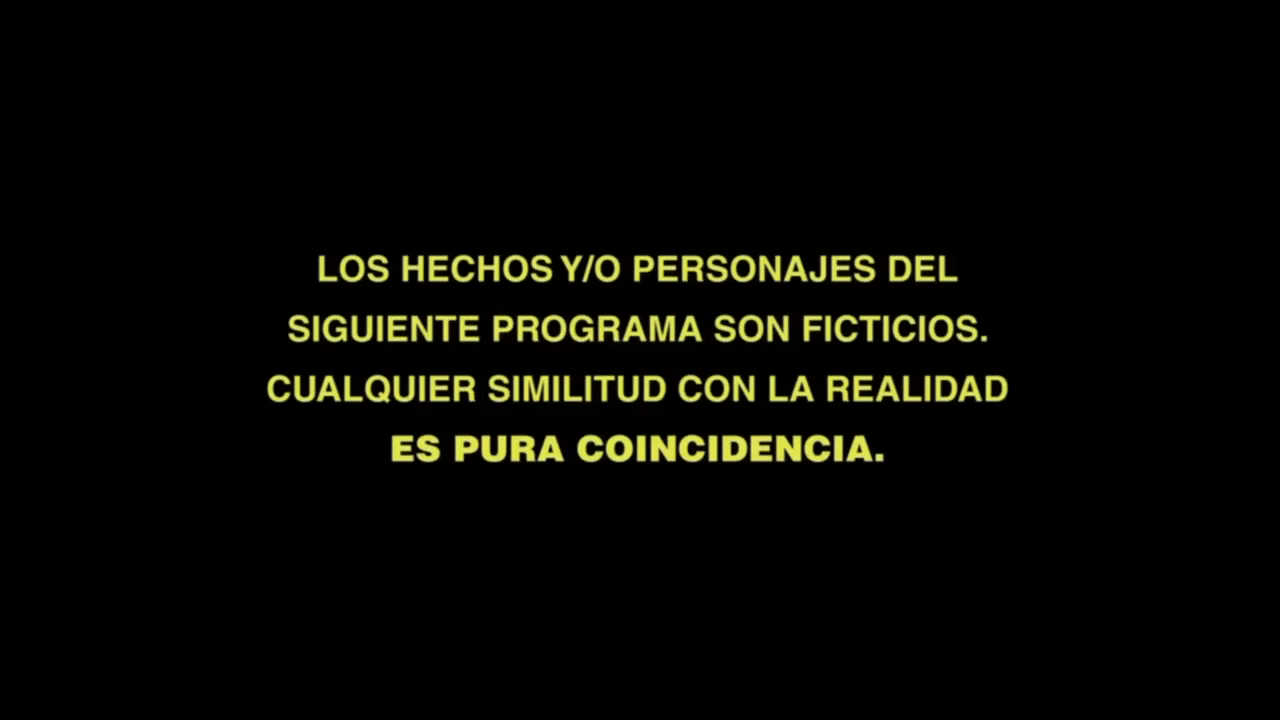 LOS HECHOS Y/O PERSONAJES DEL
SIGUIENTE PROGRAMA SON FICTICIOS.
CUALQUIER SIMILITUD CON LA REALIDAD
ES PURA COINCIDENCIA.